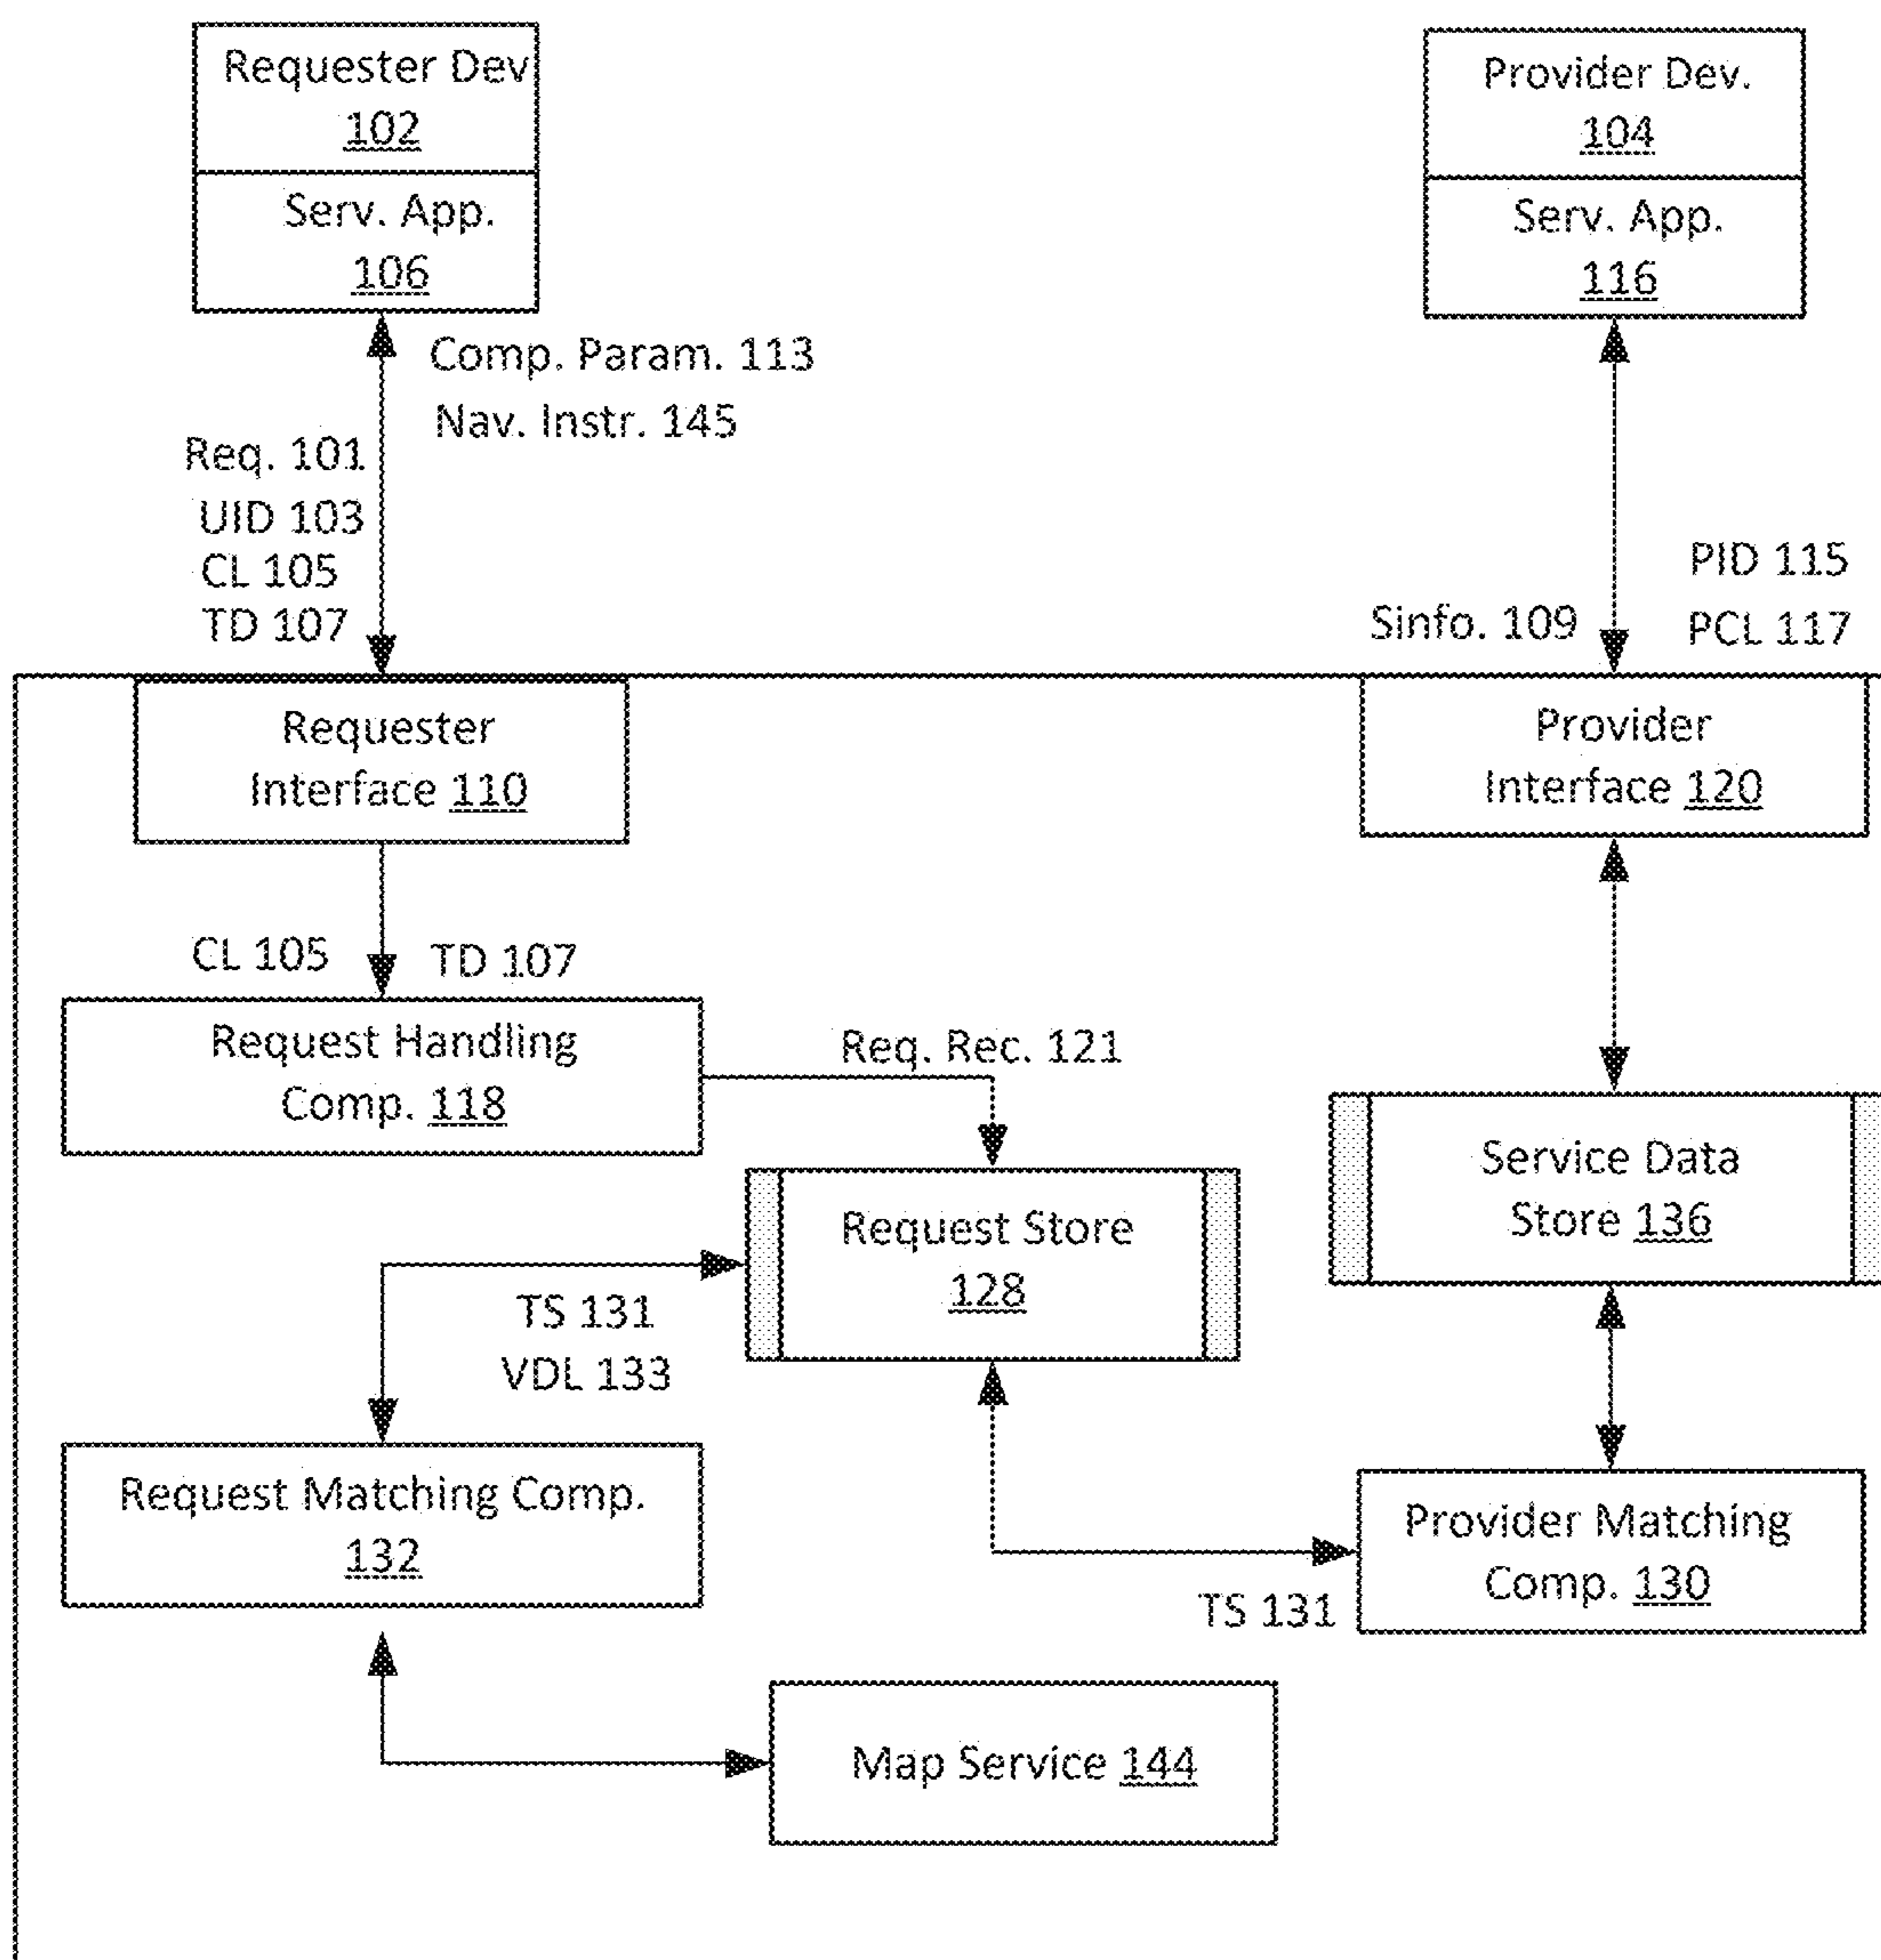 Requester Dev
102
Serv. App.
106
Provider Dev.
104
Serv. App.
116
Comp. Param. 113
Nav. Instr. 145
Req. 101
UID 103
CL 105
TD 107
PID 115
Sinfo. 109
PCL 117
Requester
Interface 110
Provider
Interface 120
CL 105
TD 107
Request Handling
Comp. 118
Req. Rec. 121
Request Store
128
Service Data
Store 136
TS 131
VDL 133
Request Matching Comp.
132
Provider Matching
Comp. 130
TS 131
Map Service 144